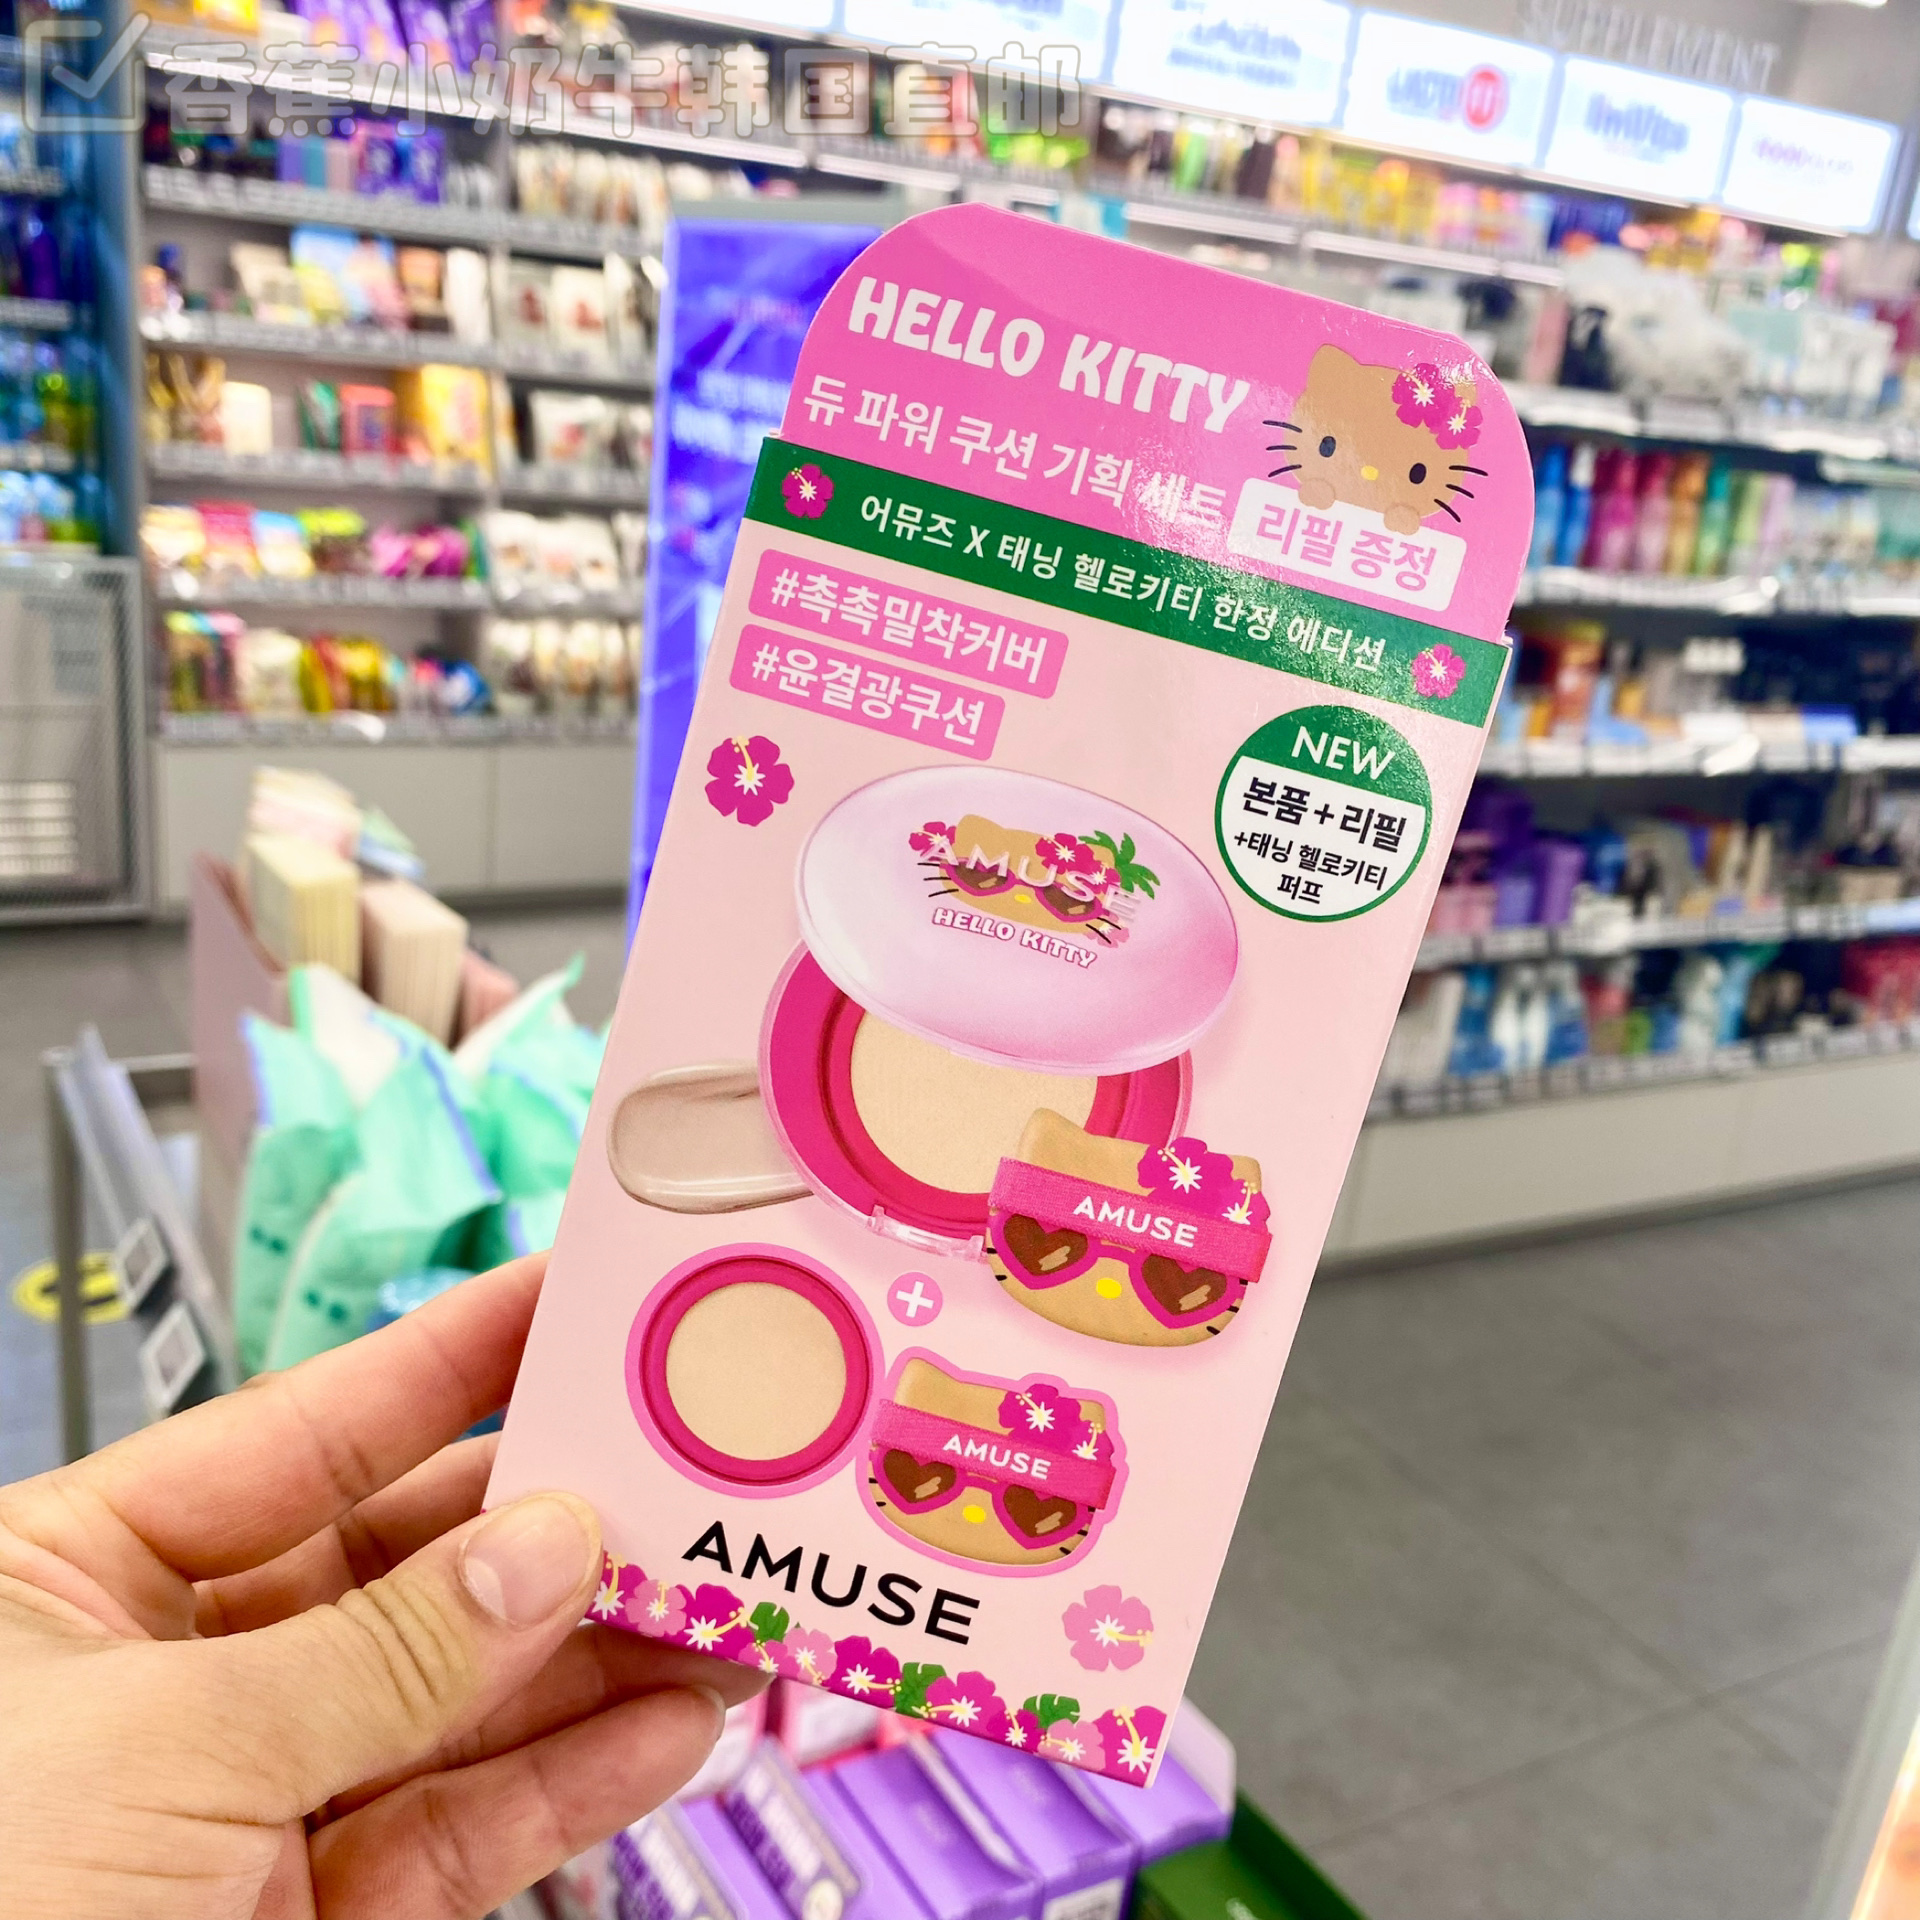 香蕉小奶牛韩国直邮
SUPPLEMENT
HELLO KITTY
듀 파워 쿠션 기획 세트
리필 증정
어뮤즈 X 태닝 헬로키티 한정 에디션
#촉촉밀착커버
#윤결광쿠션
NEW
본품 + 리필
+태닝 헬로키티
퍼프
AMUSE
HELLO KITTY
AMUSE
AMUSE
AMUSE